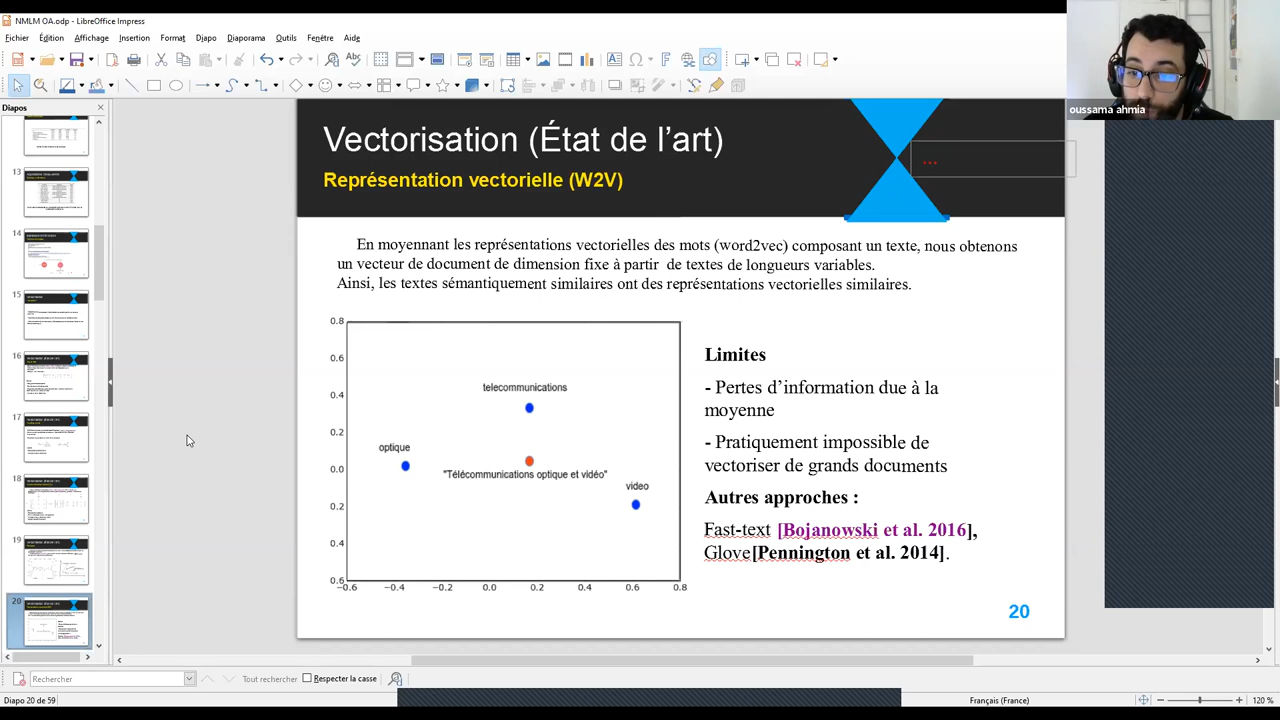 NMLM OA.odp - LibreOffice Impress
Fichier Édition Affichage Insertion Format Diapo Diaporama Outils Fenêtre Aide
oussama ahmia
Diapos
Vectorisation (État de l’art)
...
Représentation vectorielle (W2V)
En moyennant les représentations vectorielles des mots (word2vec) composant un texte, nous obtenons
un vecteur de document de dimension fixe à partir de textes de longueurs variables.
Ainsi, les textes sémantiquement similaires ont des représentations vectorielles similaires.
0.8
0.6
0.4
0.2
0.0
0.2
0.4
0.6
−0.6 −0.4 −0.2 0.0 0.2 0.4 0.6 0.8
telecommunications
optique
"Télécommunications optique et vidéo"
video
Limites
- Pertes d’information due à la
moyenne
- Pratiquement impossible de
vectoriser de grands documents
Autres approches :
Fast-text [Bojanowski et al. 2016],
Glove[Pennington et al. 2014].
20
13
14
15
16
17
18
19
20
Rechercher Tout rechercher Respecter la casse
Diapo 20 de 59 Français (France) 120 %